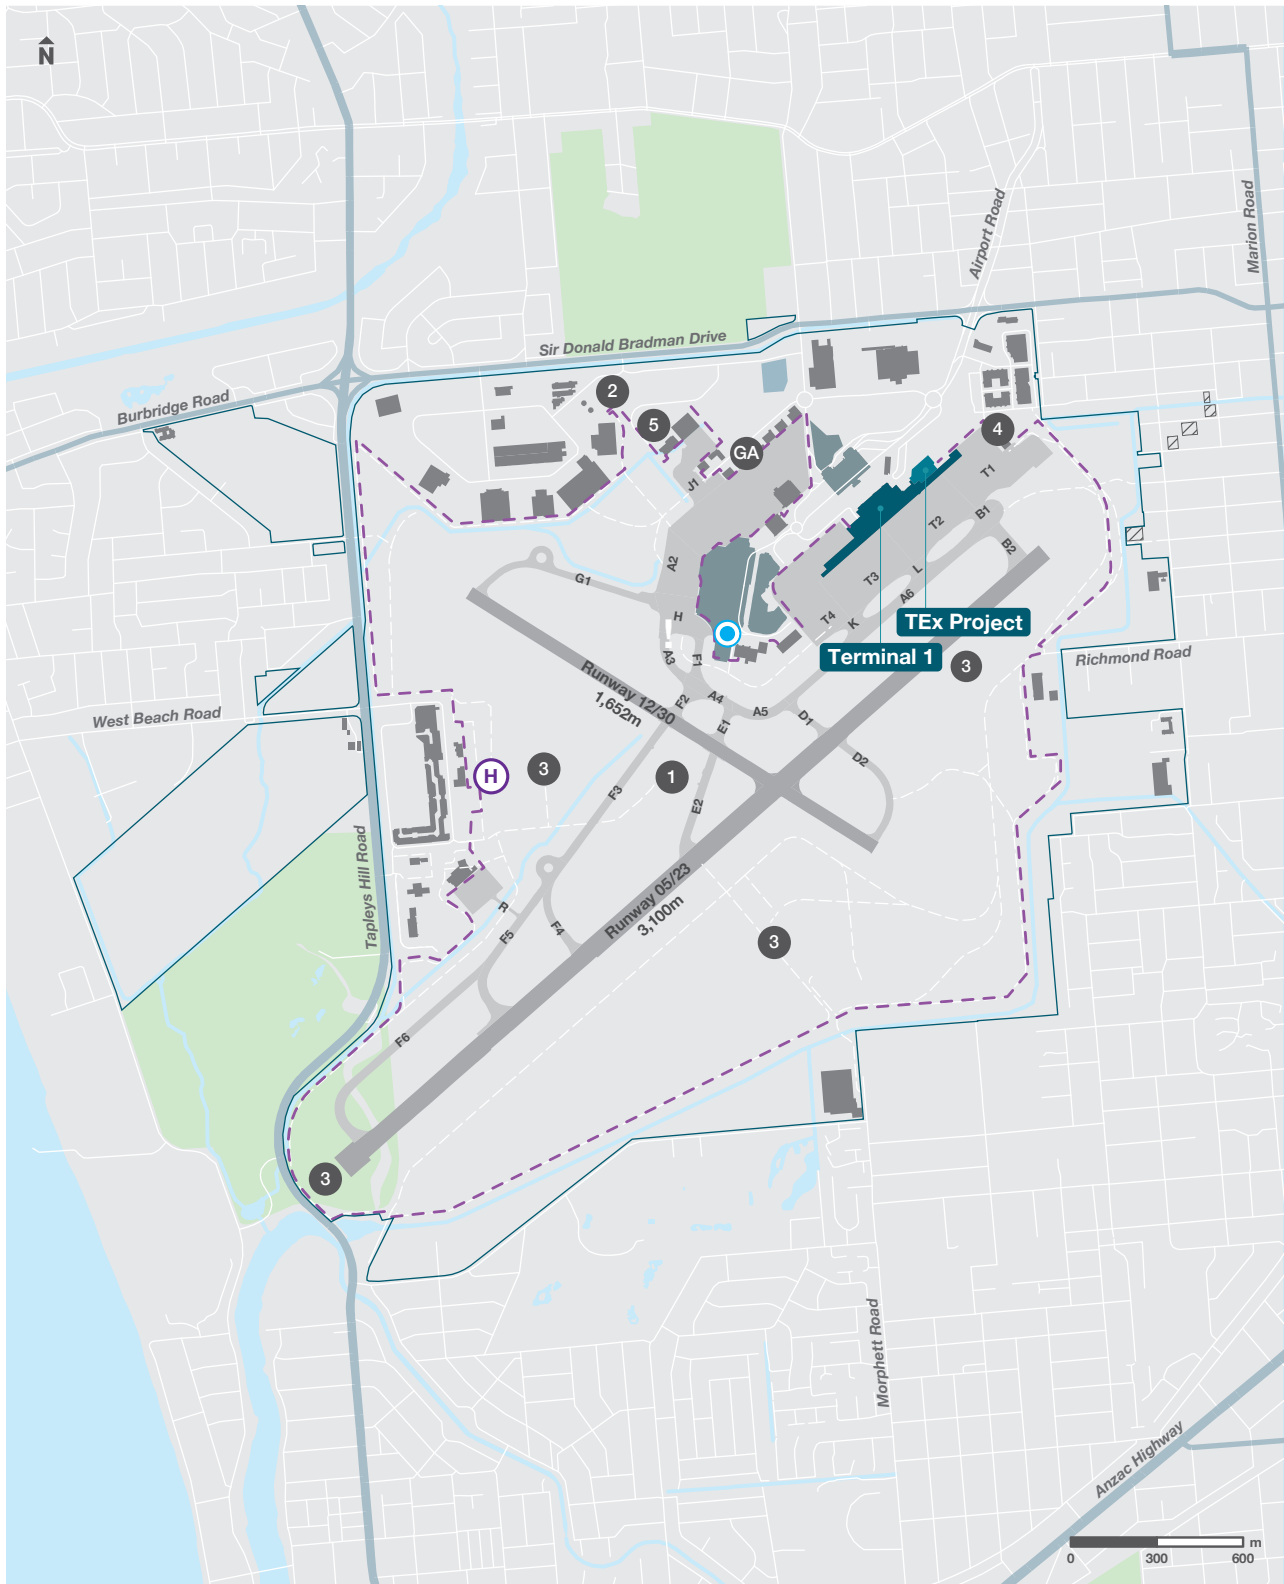 N
Airport Road
Marion Road
Sir Donald Bradman Drive
Burbridge Road
2
5
4
GA
J1
T1
B1
T2
B2
A2
G1
T3
L
A6
H
T4
K
TEx Project
Terminal 1
3
Richmond Road
A3
F1
Runway 12/30
1,652m
F2
A4
A5
E1
D1
D2
West Beach Road
H
3
1
F3
E2
Tapleys Hill Road
Runway 05/23
3,100m
R
F5
F4
3
F6
3
Morphett Road
Anzac Highway
m
0
300
600